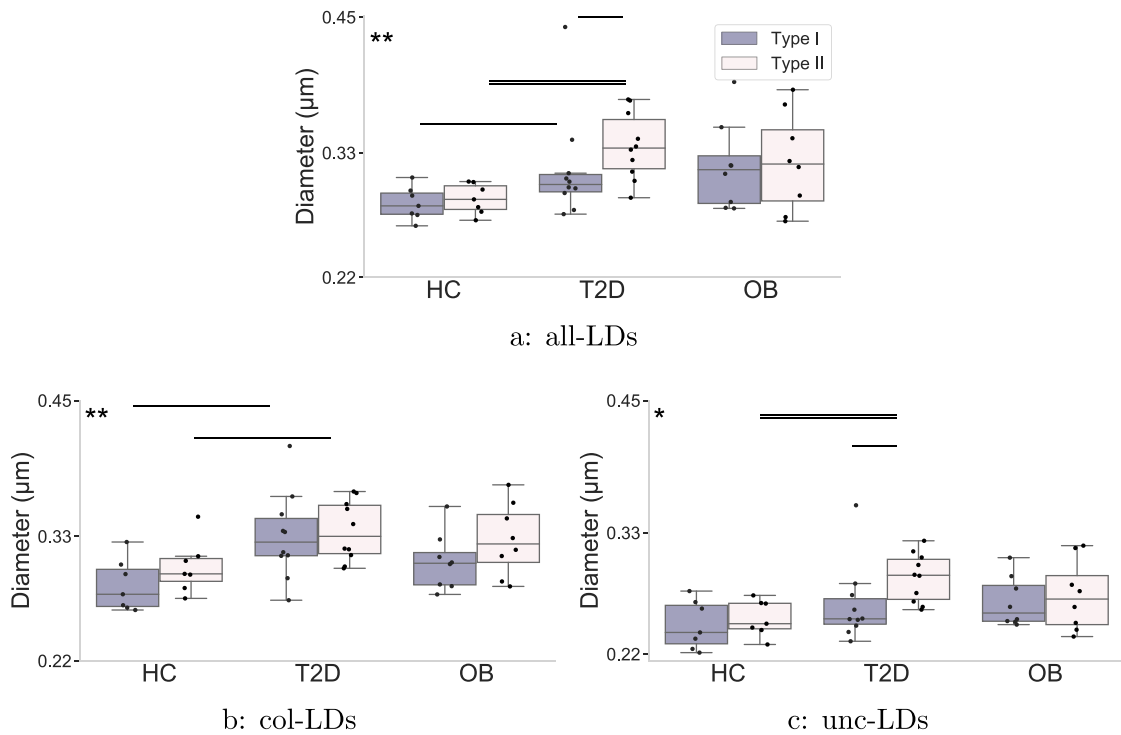 0.45
**
Type I
Type II
Diameter (µm)
0.33
0.22
HC T2D OB
a: all-LDs
0.45
**
Diameter (µm)
0.33
0.22
HC T2D OB
b: col-LDs
0.45
*
Diameter (µm)
0.33
0.22
HC T2D OB
c: unc-LDs